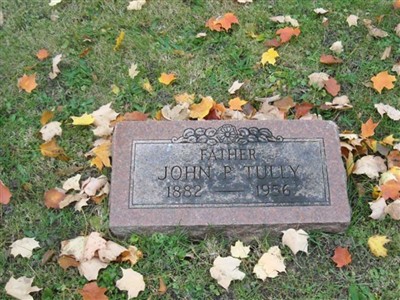 FATHER
JOHN P. TULLY
1882 1956